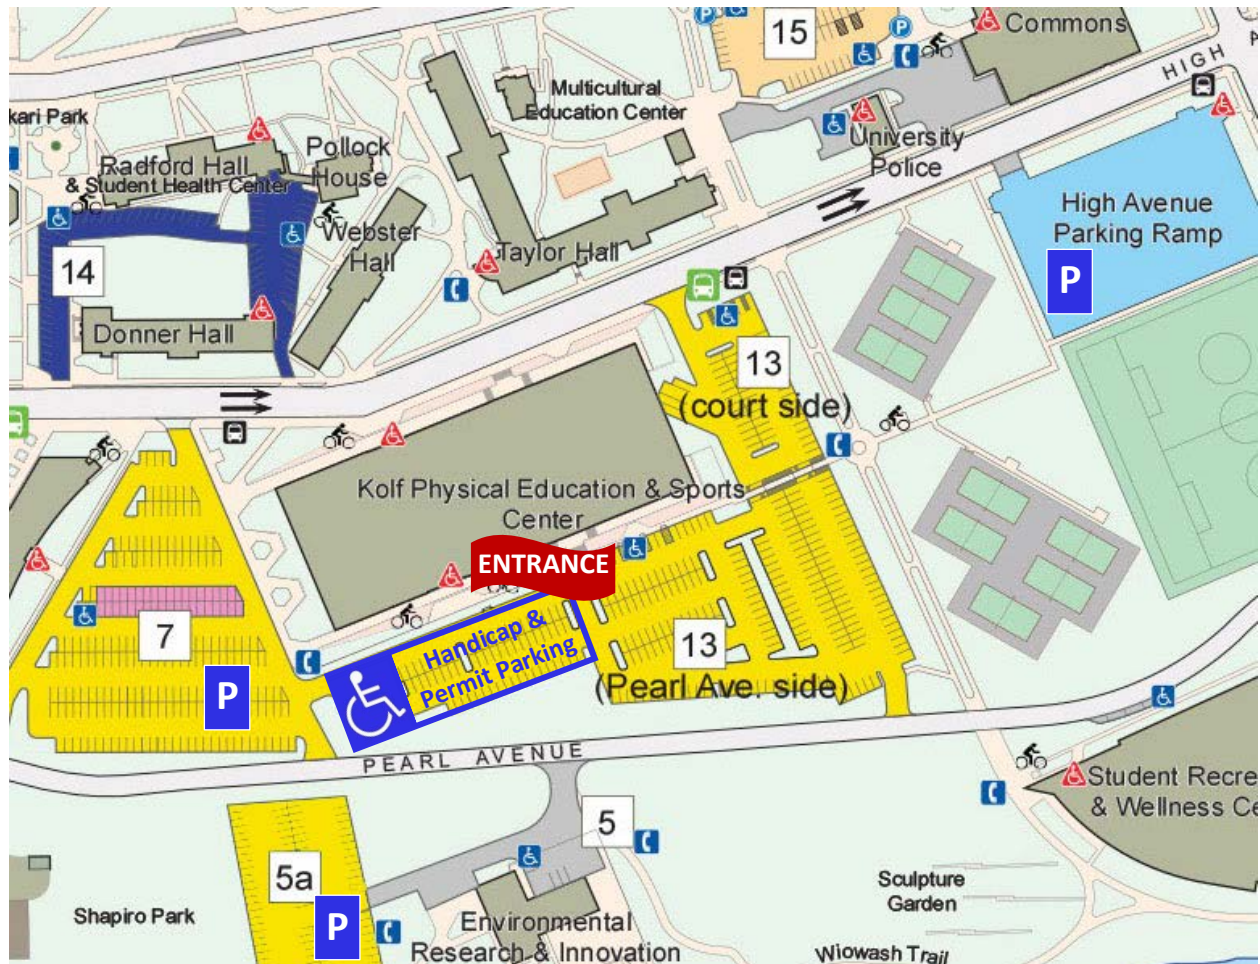 15
Commons
HIGH A
kari Park
Multicultural
Education Center
Radford Hall
& Student Health Center
Pollock
House
University
Police
High Avenue
Parking Ramp
P
Webster
Hall
Taylor Hall
14
Donner Hall
13
(court side)
Kolf Physical Education & Sports
Center
ENTRANCE
7
Handicap &
Permit Parking
13
(Pearl Ave. side)
P
PEARL AVENUE
Student Recre
& Wellness Ce
5
5a
Sculpture
Garden
Shapiro Park
P
Environmental
Research & Innovation
Wiowash Trail